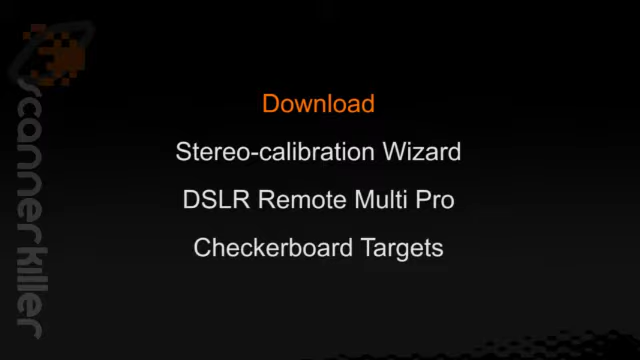 Download
Stereo-calibration Wizard
DSLR Remote Multi Pro
Checkerboard Targets
scannerkiller